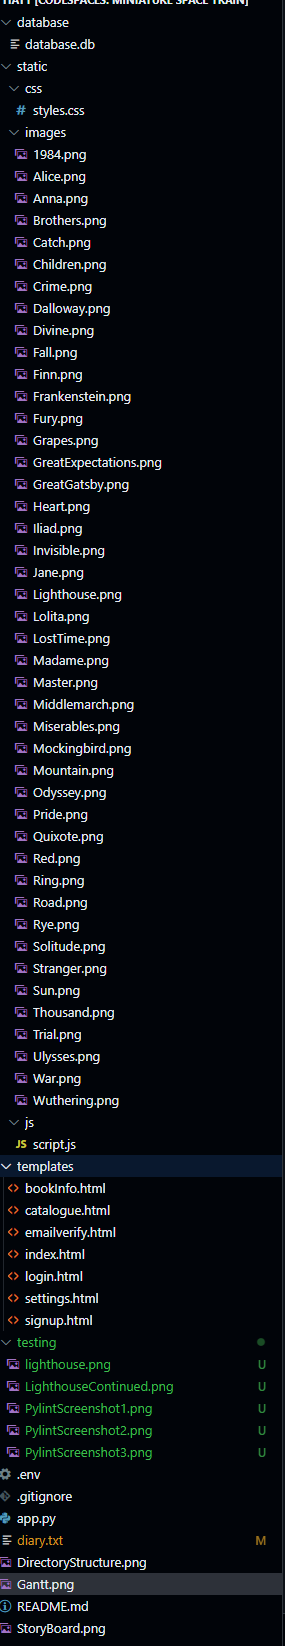 database
database.db
static
css
# styles.css
images
1984.png
Alice.png
Anna.png
Brothers.png
Catch.png
Children.png
Crime.png
Dalloway.png
Divine.png
Fall.png
Finn.png
Frankenstein.png
Fury.png
Grapes.png
GreatExpectations.png
GreatGatsby.png
Heart.png
Iliad.png
Invisible.png
Jane.png
Lighthouse.png
Lolita.png
LostTime.png
Madame.png
Master.png
Middlemarch.png
Miserables.png
Mockingbird.png
Mountain.png
Odyssey.png
Pride.png
Quixote.png
Red.png
Ring.png
Road.png
Rye.png
Solitude.png
Stranger.png
Sun.png
Thousand.png
Trial.png
Ulysses.png
War.png
Wuthering.png
js
JS script.js
templates
<> bookInfo.html
<> catalogue.html
<> emailverify.html
<> index.html
<> login.html
<> settings.html
<> signup.html
testing
lighthouse.png U
LighthouseContinued.png U
PylintScreenshot1.png U
PylintScreenshot2.png U
PylintScreenshot3.png U
.env
.gitignore
app.py
diary.txt M
DirectoryStructure.png
Gantt.png
README.md
StoryBoard.png